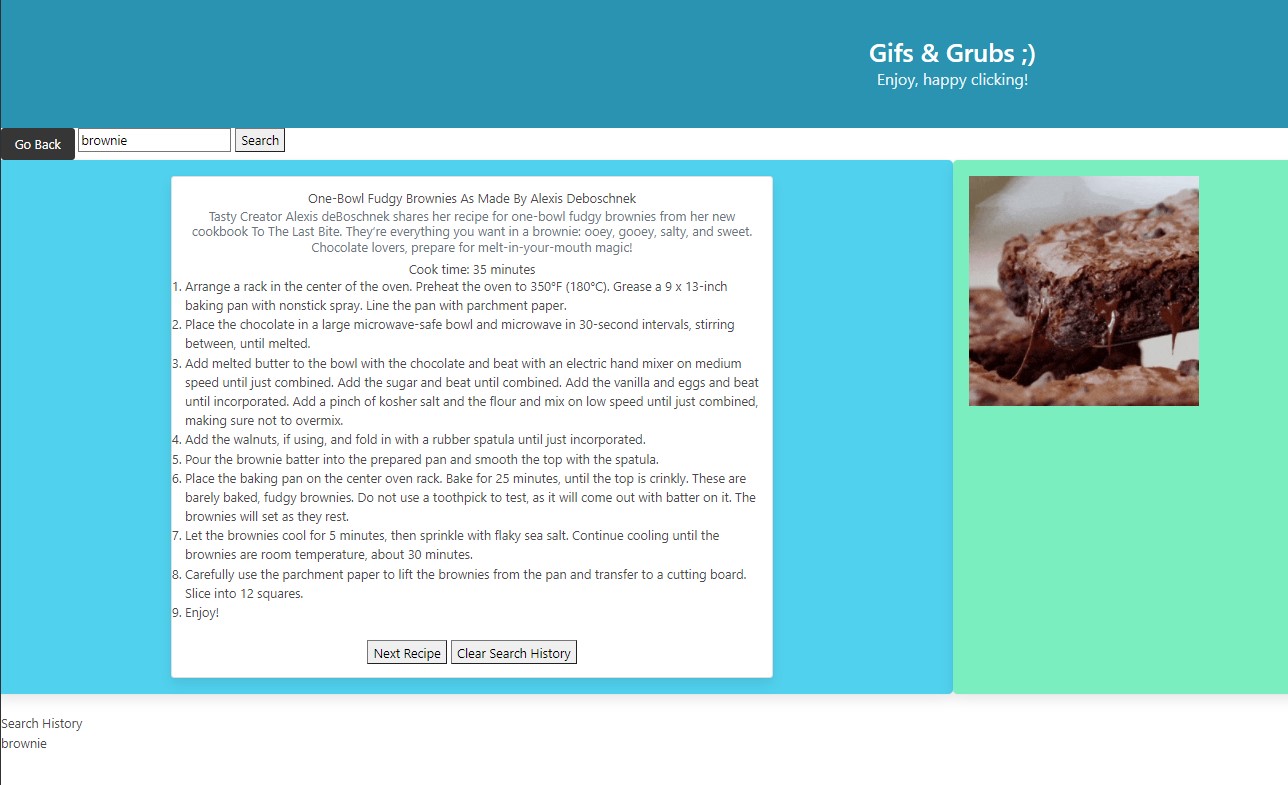 Gifs & Grubs ;)
Enjoy, happy clicking!
Go Back
brownie
Search
One-Bowl Fudgy Brownies As Made By Alexis Deboschnek
Tasty Creator Alexis deBoschnek shares her recipe for one-bowl fudgy brownies from her new
cookbook To The Last Bite. They're everything you want in a brownie: ooey, gooey, salty, and sweet.
Chocolate lovers, prepare for melt-in-your-mouth magic!
Cook time: 35 minutes
1. Arrange a rack in the center of the oven. Preheat the oven to 350°F (180°C). Grease a 9 x 13-inch
baking pan with nonstick spray. Line the pan with parchment paper.
2. Place the chocolate in a large microwave-safe bowl and microwave in 30-second intervals, stirring
between, until melted.
3. Add melted butter to the bowl with the chocolate and beat with an electric hand mixer on medium
speed until just combined. Add the sugar and beat until combined. Add the vanilla and eggs and beat
until incorporated. Add a pinch of kosher salt and the flour and mix on low speed until just combined,
making sure not to overmix.
4. Add the walnuts, if using, and fold in with a rubber spatula until just incorporated.
5. Pour the brownie batter into the prepared pan and smooth the top with the spatula.
6. Place the baking pan on the center oven rack. Bake for 25 minutes, until the top is crinkly. These are
barely baked, fudgy brownies. Do not use a toothpick to test, as it will come out with batter on it. The
brownies will set as they rest.
7. Let the brownies cool for 5 minutes, then sprinkle with flaky sea salt. Continue cooling until the
brownies are room temperature, about 30 minutes.
8. Carefully use the parchment paper to lift the brownies from the pan and transfer to a cutting board.
Slice into 12 squares.
9. Enjoy!
Next Recipe
Clear Search History
Search History
brownie